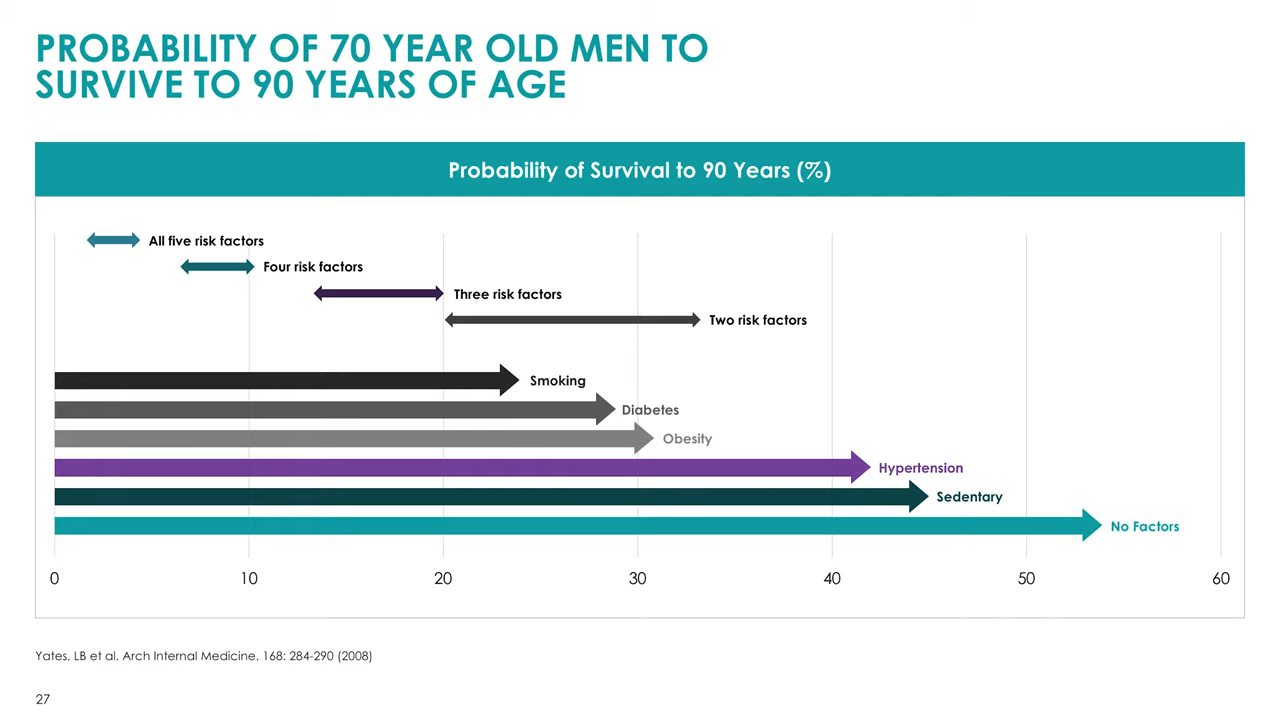 PROBABILITY OF 70 YEAR OLD MEN TO
SURVIVE TO 90 YEARS OF AGE
Probability of Survival to 90 Years (%)
All five risk factors
Four risk factors
Three risk factors
Two risk factors
Smoking
Diabetes
Obesity
Hypertension
Sedentary
No Factors
0 10 20 30 40 50 60
Yates, LB et al. Arch Internal Medicine. 168: 284-290 (2008)
27